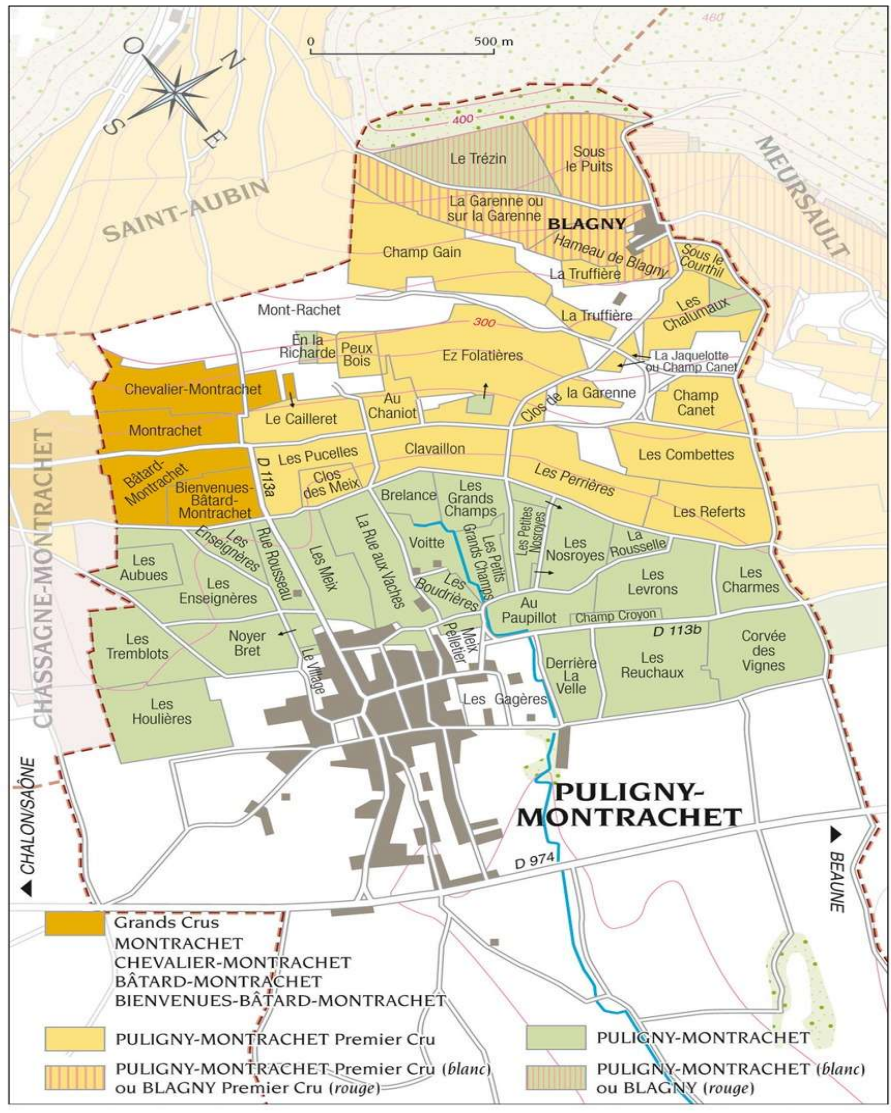 460
O
N
S
E
0 500 m
400
SAINT-AUBIN
MEURSAULT
CHASSAGNE-MONTRACHET
Le Trézin
Sous
le Puits
La Garenne ou
sur la Garenne
BLAGNY
Hameau de Blagny
Champ Gain
La Truffière
Sous le
Courthil
Mont-Rachet
La Truffière
Les
Chalumaux
300
En la
Richarde
Peux
Bois
Ez Folatières
La Jaquelotte
ou Champ Canet
Chevalier-Montrachet
Le Cailleret
Au
Chaniot
Clos de la Garenne
Champ
Canet
Montrachet
Les Pucelles
Clavaillon
Les Combettes
Bâtard-
Montrachet
Bienvenues-
Bâtard-
Montrachet
D 113a
Clos
des Meix
Les Perrières
Les Referts
Brelance
Les
Grands
Champs
Les
Enseignères
Rue Rousseau
Les Meix
La Rue aux Vaches
Voitte
Les Petits
Grands Champs
Les Petites
Nosroyes
Les
Nosroyes
La
Rousselle
Les
Aubues
Les
Enseignères
Les
Boudrières
Au
Paupillot
Les
Levrons
Les
Charmes
Champ Croyon
D 113b
Les
Tremblots
Noyer
Bret
Le Village
Meix
Pelletier
Derrière
La
Velle
Les
Reuchaux
Corvée
des
Vignes
Les
Houlières
Les Gagères
PULIGNY-
MONTRACHET
D 974
CHALON/SAÔNE
BEAUNE
Grands Crus
MONTRACHET
CHEVALIER-MONTRACHET
BÂTARD-MONTRACHET
BIENVENUES-BÂTARD-MONTRACHET
PULIGNY-MONTRACHET Premier Cru
PULIGNY-MONTRACHET Premier Cru (blanc)
ou BLAGNY Premier Cru (rouge)
PULIGNY-MONTRACHET
PULIGNY-MONTRACHET (blanc)
ou BLAGNY (rouge)